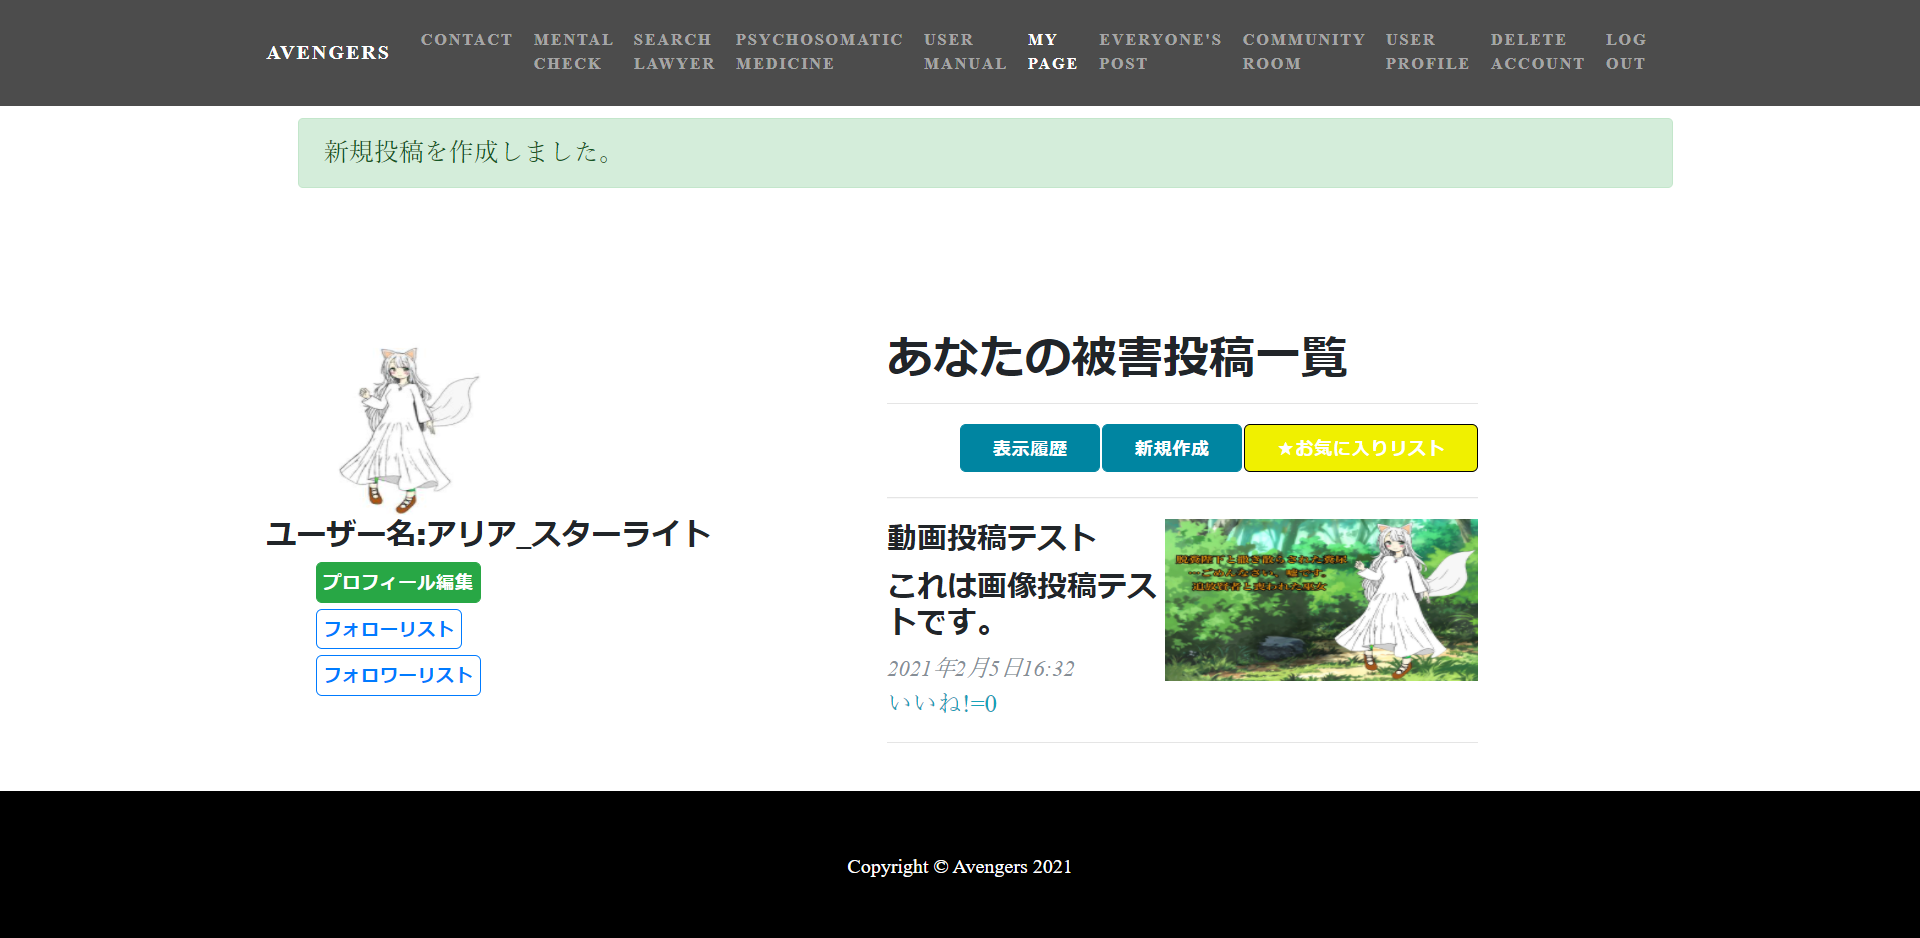 AVENGERS
CONTACT
MENTAL CHECK
SEARCH LAWYER
PSYCHOSOMATIC MEDICINE
USER MANUAL
MY PAGE
EVERYONE'S POST
COMMUNITY ROOM
USER PROFILE
DELETE ACCOUNT
LOG OUT
新規投稿を作成しました。
ユーザー名:アリア_スターライト
プロフィール編集
フォローリスト
フォロワーリスト
あなたの被害投稿一覧
表示履歴
新規作成
★お気に入りリスト
動画投稿テスト
これは画像投稿テス
トです。
2021年2月5日16:32
いいね!=0
Copyright © Avengers 2021